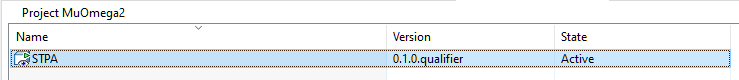 Project MuOmega2
Name Version State
STPA 0.1.0.qualifier Active